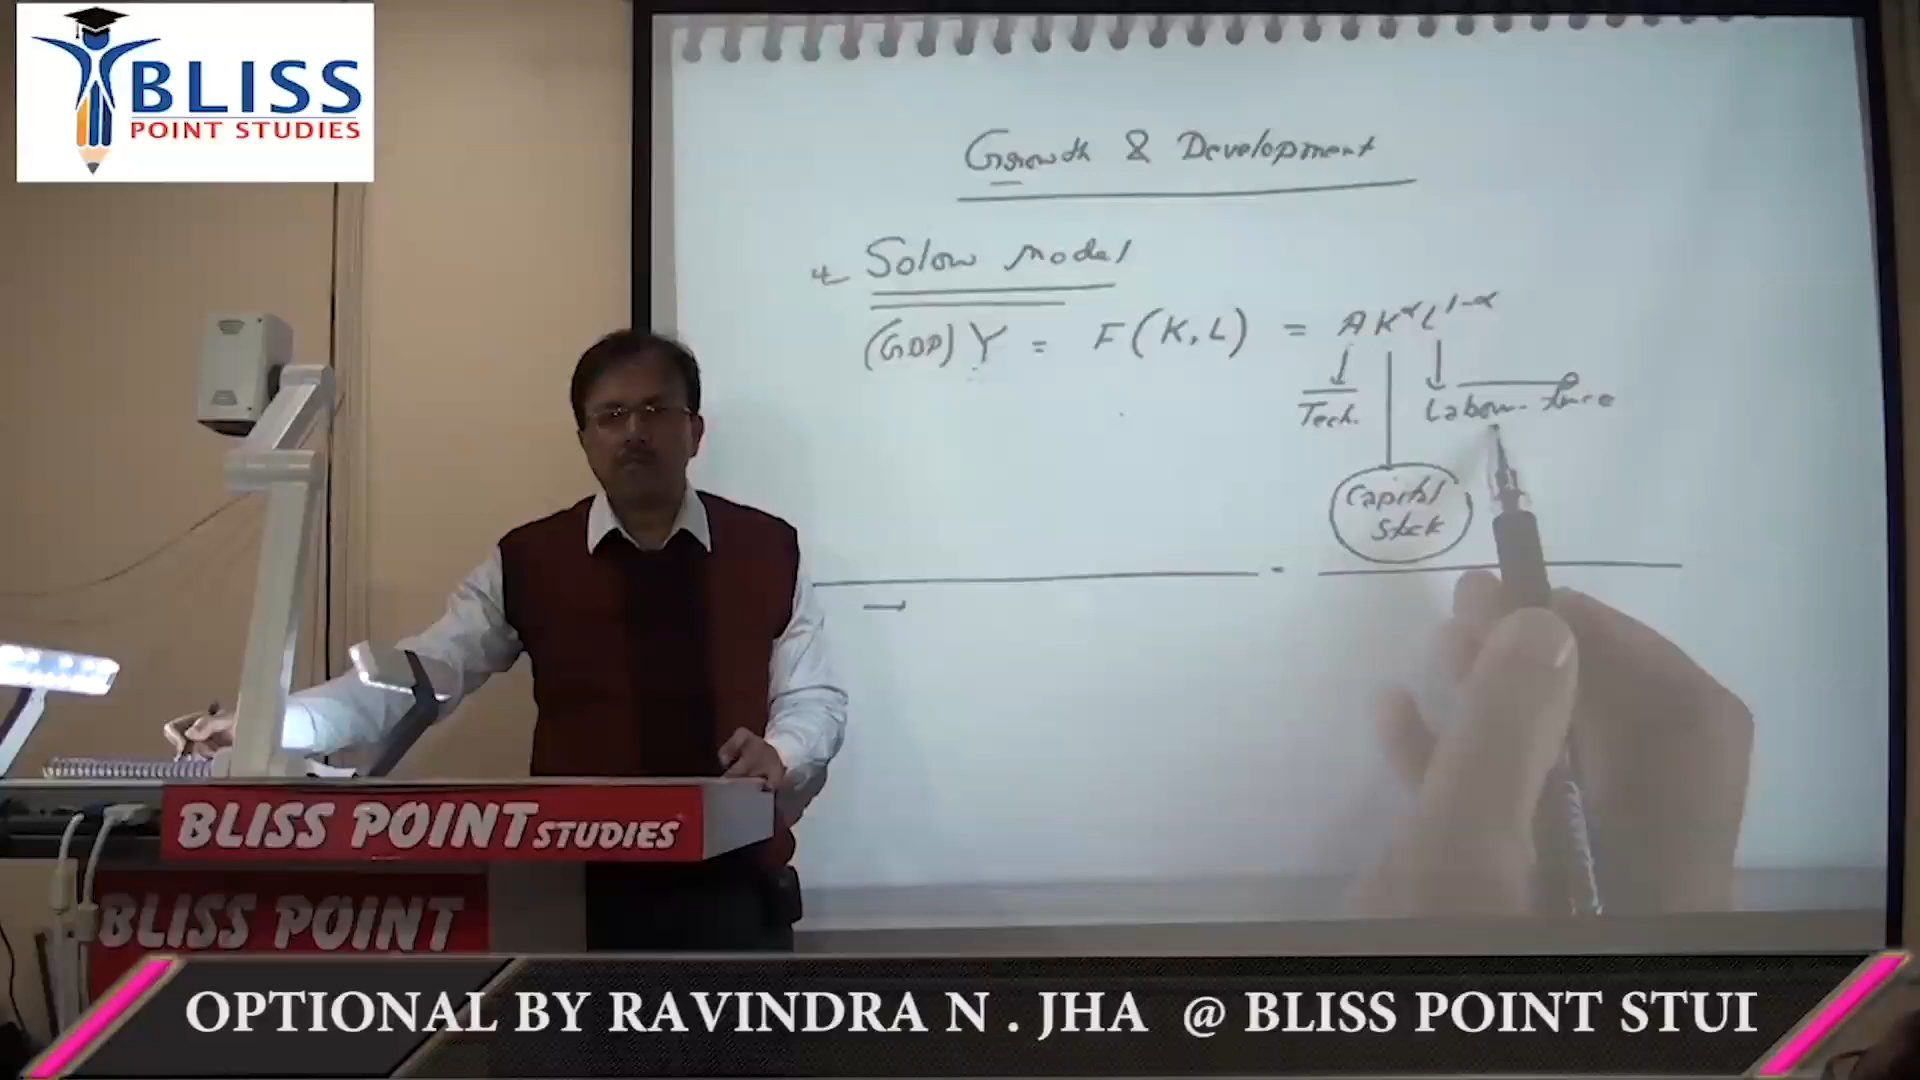 BLISS
POINT STUDIES
Growth & Development
Solow Model
(GDP) Y = F(K,L) = AK^α L^1-α
Tech.
Labour force
Capital
Stock
BLISS POINT STUDIES
BLISS POINT
OPTIONAL BY RAVINDRA N . JHA @ BLISS POINT STUI